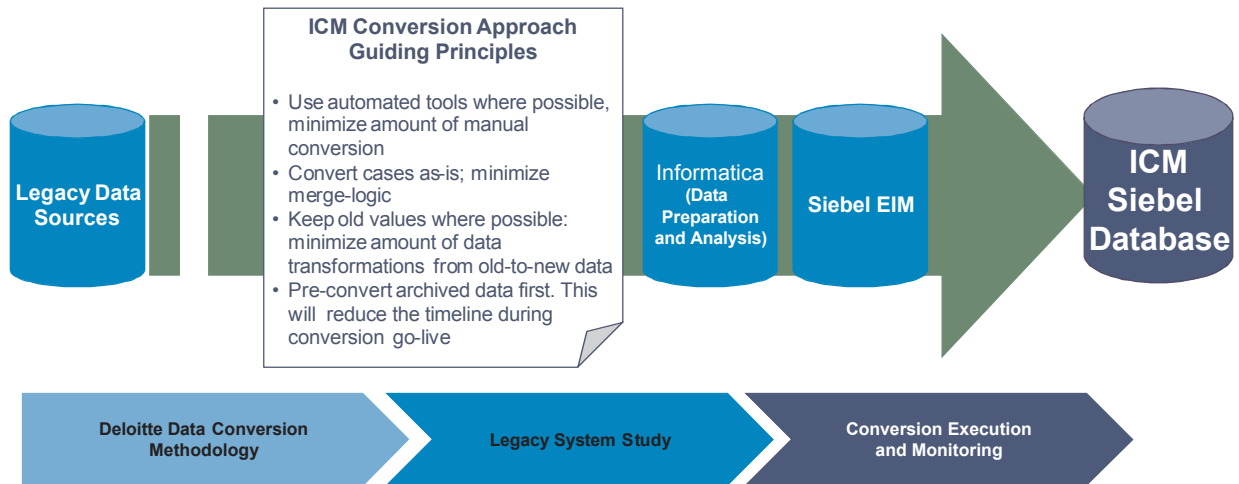 ICM Conversion Approach
Guiding Principles
Legacy Data
Sources
• Use automated tools where possible,
minimize amount of manual
conversion
• Convert cases as-is; minimize
merge-logic
• Keep old values where possible:
minimize amount of data
transformations from old-to-new data
• Pre-convert archived data first. This
will reduce the timeline during
conversion go-live
Informatica
(Data
Preparation
and Analysis)
Siebel EIM
ICM
Siebel
Database
Deloitte Data Conversion
Methodology
Legacy System Study
Conversion Execution
and Monitoring